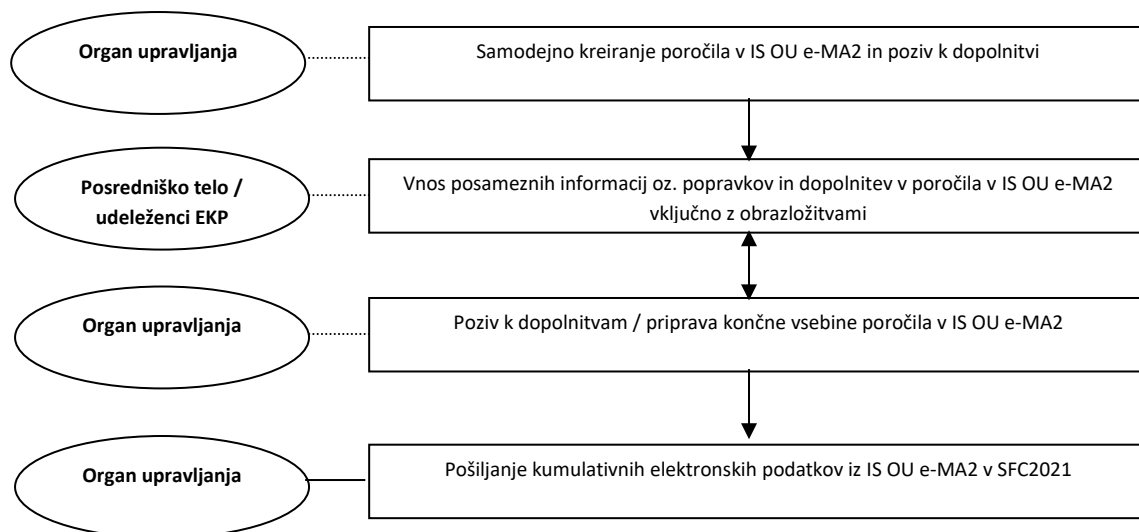 Organ upravljanja
Samodejno kreiranje poročila v IS OU e-MA2 in poziv k dopolnitvi
Posredniško telo /
udeleženci EKP
Vnos posameznih informacij oz. popravkov in dopolnitev v poročila v IS OU e-MA2
vključno z obrazložitvami
Organ upravljanja
Poziv k dopolnitvam / priprava končne vsebine poročila v IS OU e-MA2
Organ upravljanja
Pošiljanje kumulativnih elektronskih podatkov iz IS OU e-MA2 v SFC2021